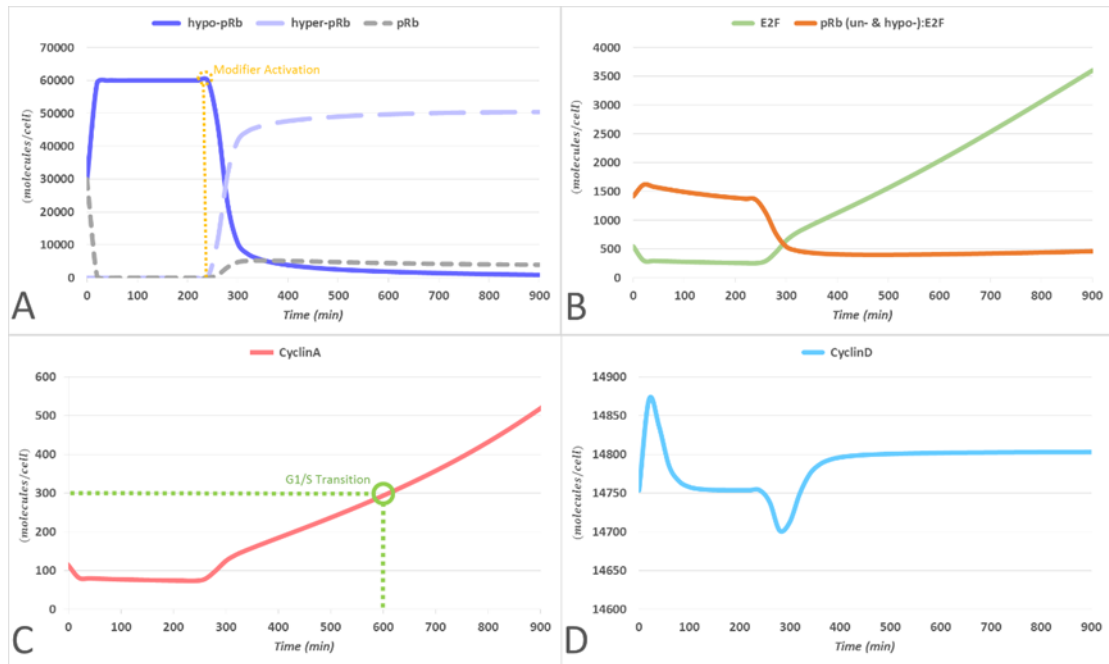 hypo-pRb hyper-pRb pRb
(molecules/cell)
70000
60000
50000
40000
30000
20000
10000
0
Modifier Activation
0 100 200 300 400 500 600 700 800 900
Time (min)
A
E2F pRb (un- & hypo-):E2F
(molecules/cell)
4000
3500
3000
2500
2000
1500
1000
500
0
0 100 200 300 400 500 600 700 800 900
Time (min)
B
CyclinA
(molecules/cell)
600
500
400
300
200
100
0
G1/S Transition
0 100 200 300 400 500 600 700 800 900
Time (min)
C
CyclinD
(molecules/cell)
14900
14850
14800
14750
14700
14650
14600
0 100 200 300 400 500 600 700 800 900
Time (min)
D